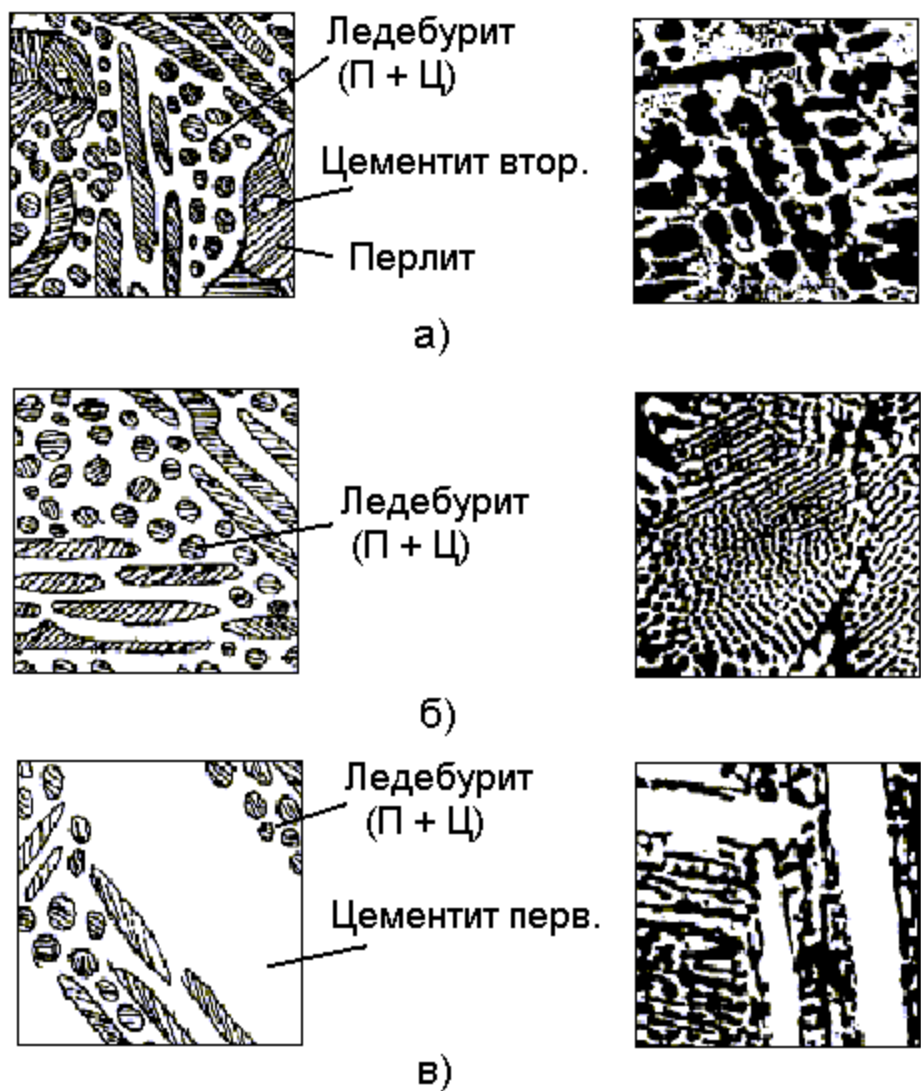 Ледебурит
(П + Ц)
Цементит втор.
Перлит
а)
Ледебурит
(П + Ц)
б)
Ледебурит
(П + Ц)
Цементит перв.
в)